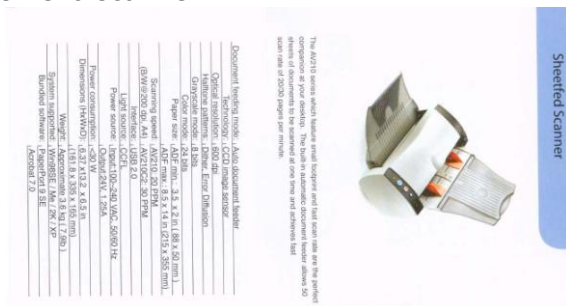 Sheetfed Scanner
The AV210 series which feature small footprint and fast scan rate are the perfect
companion at your desktop. The built-in automatic document feeder allows 50
sheets of documents to be scanned at one time and achieves fast
scan rate of 20/30 pages per minute.
Document feeding mode: Auto document feeder
Technology: CCD image sensor
Optical resolution: 600 dpi
Halftone patterns: Dither, Error Diffusion
Grayscale mode: 8 bits
Color mode: 24 bits
Paper size: ADF min: 3.5 x 2 in ( 88 x 50 mm )
ADF max: 8.5 x 14 in (215 x 355 mm)
Scanning speed: AV210: 20 PPM
(B/W@200 dpi, A4) AV210C2: 30 PPM
Interface: USB 2.0
Light source: CCFL
Power source: Input:100~240 VAC, 50/60 Hz
Output:24V, 1.25A
Power consumption: <30 W
Dimensions (HxWxD): 6.37 x13.2 x 6.5 in
(161.8 x 335 x 165 mm)
Weight: Approximate 3.6 kg ( 7.9lb )
System supported: Win98SE / Me / 2K / XP
Bundled software: PaperPort 9 SE
Acrobat 7.0